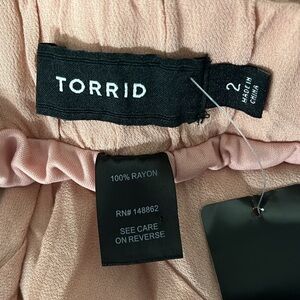 TORRID
2
MADE IN
CHINA
100% RAYON
RN# 148862
SEE CARE
ON REVERSE